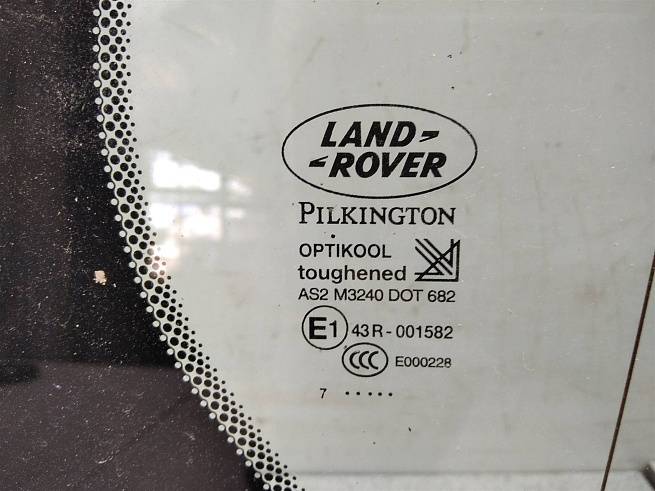 LAND
ROVER
PILKINGTON
OPTIKOOL
toughened
AS2 M3240 DOT 682
E1 43R-001582
CCC E000228
7 .....